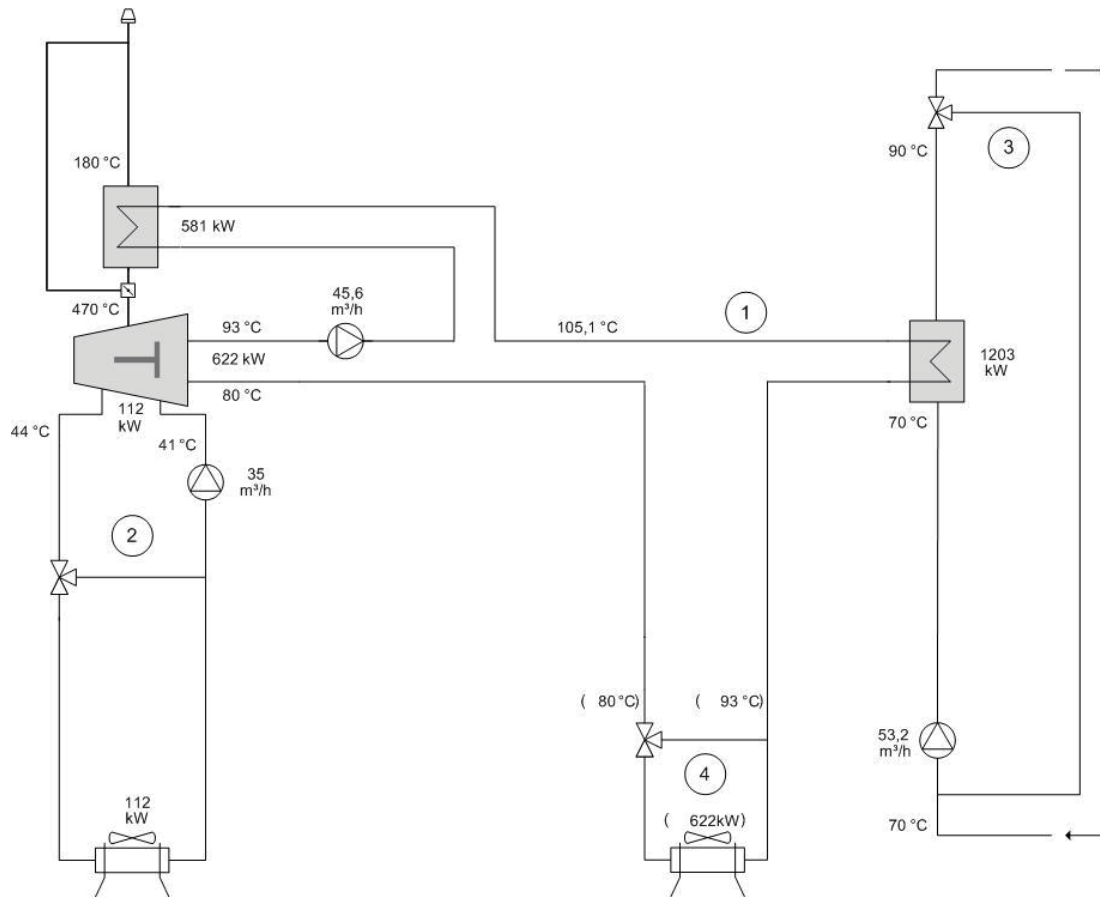 180 °C
581 kW
470 °C
93 °C
622 kW
80 °C
45,6
m³/h
112
kW
44 °C
41 °C
35
m³/h
2
112
kW
105,1 °C
1
( 80 °C)
( 93 °C)
4
( 622kW)
90 °C
3
1203
kW
70 °C
53,2
m³/h
70 °C